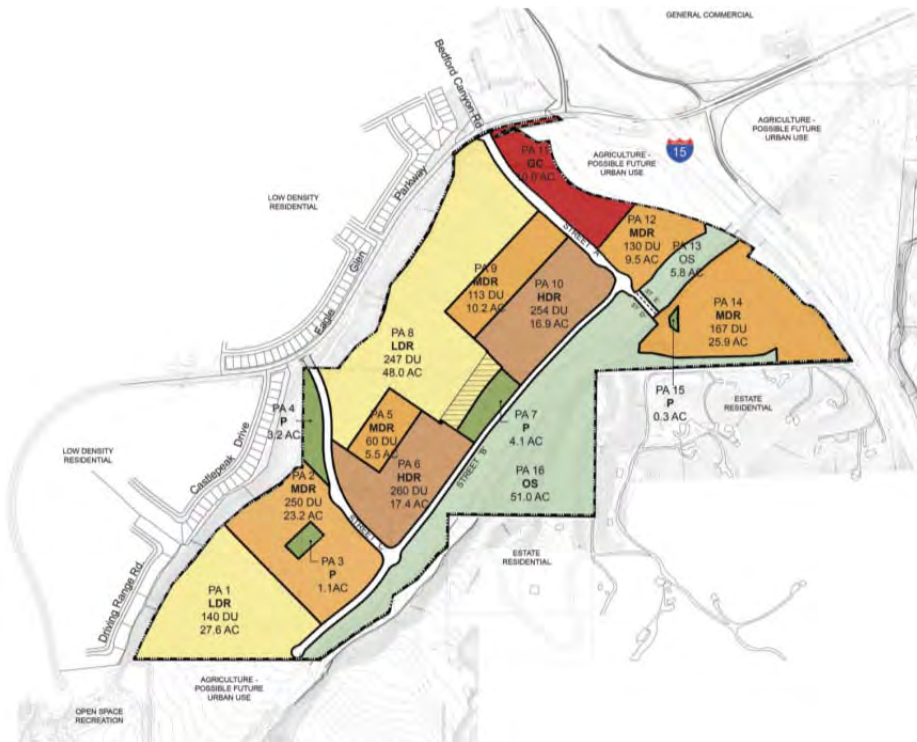 GENERAL COMMERCIAL
Bedford Canyon Rd.
AGRICULTURE -
POSSIBLE FUTURE
URBAN USE
15
AGRICULTURE -
POSSIBLE FUTURE
URBAN USE
PA 11
GC
LOW DENSITY
RESIDENTIAL
Eagle Glen Parkway
STREET 'A'
PA 12
MDR
130 DU
9.5 AC
PA 13
OS
5.8 AC
PA 9
MDR
113 DU
10.2 AC
PA 10
HDR
254 DU
16.9 AC
PA 14
MDR
167 DU
25.9 AC
PA 8
LDR
247 DU
48.0 AC
PA 15
P
0.3 AC
ESTATE
RESIDENTIAL
PA 4
P
3.2 AC
PA 5
MDR
60 DU
5.5 AC
PA 7
P
4.1 AC
Castlepeak Drive
LOW DENSITY
RESIDENTIAL
PA 6
HDR
260 DU
17.4 AC
STREET 'B'
PA 16
OS
51.0 AC
PA 2
MDR
250 DU
23.2 AC
STREET
PA 3
P
1.1AC
ESTATE
RESIDENTIAL
Driving Range Rd.
PA 1
LDR
140 DU
27.6 AC
AGRICULTURE -
POSSIBLE FUTURE
URBAN USE
OPEN SPACE
RECREATION